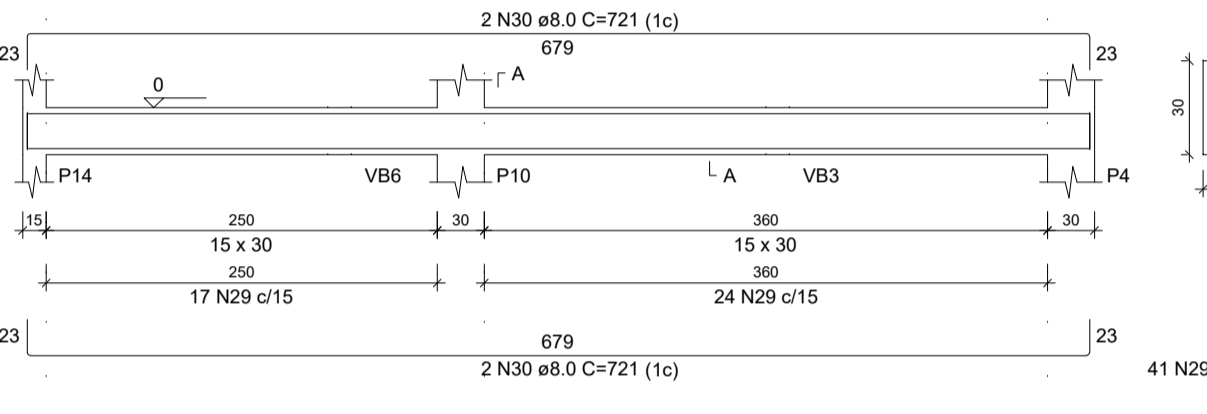 2 N30 ø8.0 C=721 (1c)
23 679 23
A
0
30
P14 VB6 P10 A VB3 P4
15 250 30 360 30
15 x 30 15 x 30
250 360
17 N29 c/15 24 N29 c/15
23 679 23
2 N30 ø8.0 C=721 (1c)
41 N29